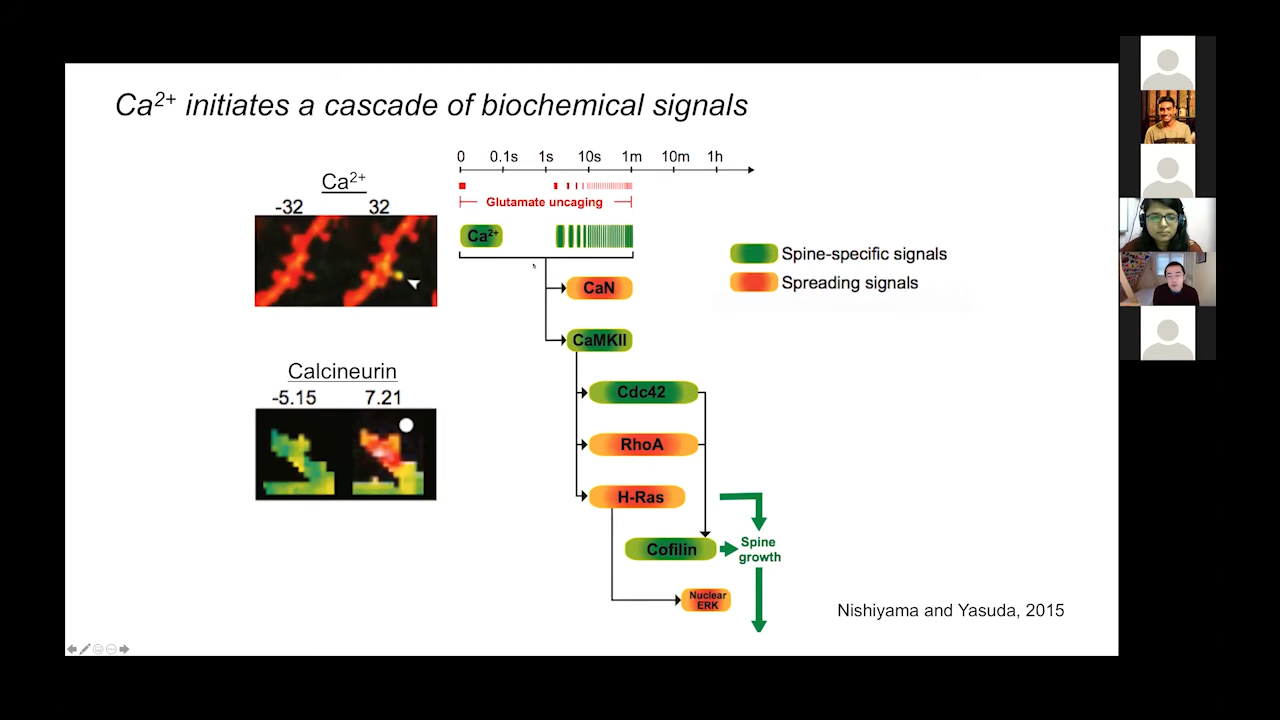 Ca2+ initiates a cascade of biochemical signals
0 0.1s 1s 10s 1m 10m 1h
Glutamate uncaging
Ca2+
-32 32
Ca2+
CaN
CaMKII
Cdc42
RhoA
H-Ras
Cofilin
Nuclear
ERK
Spine
growth
Spine-specific signals
Spreading signals
Calcineurin
-5.15 7.21
Nishiyama and Yasuda, 2015